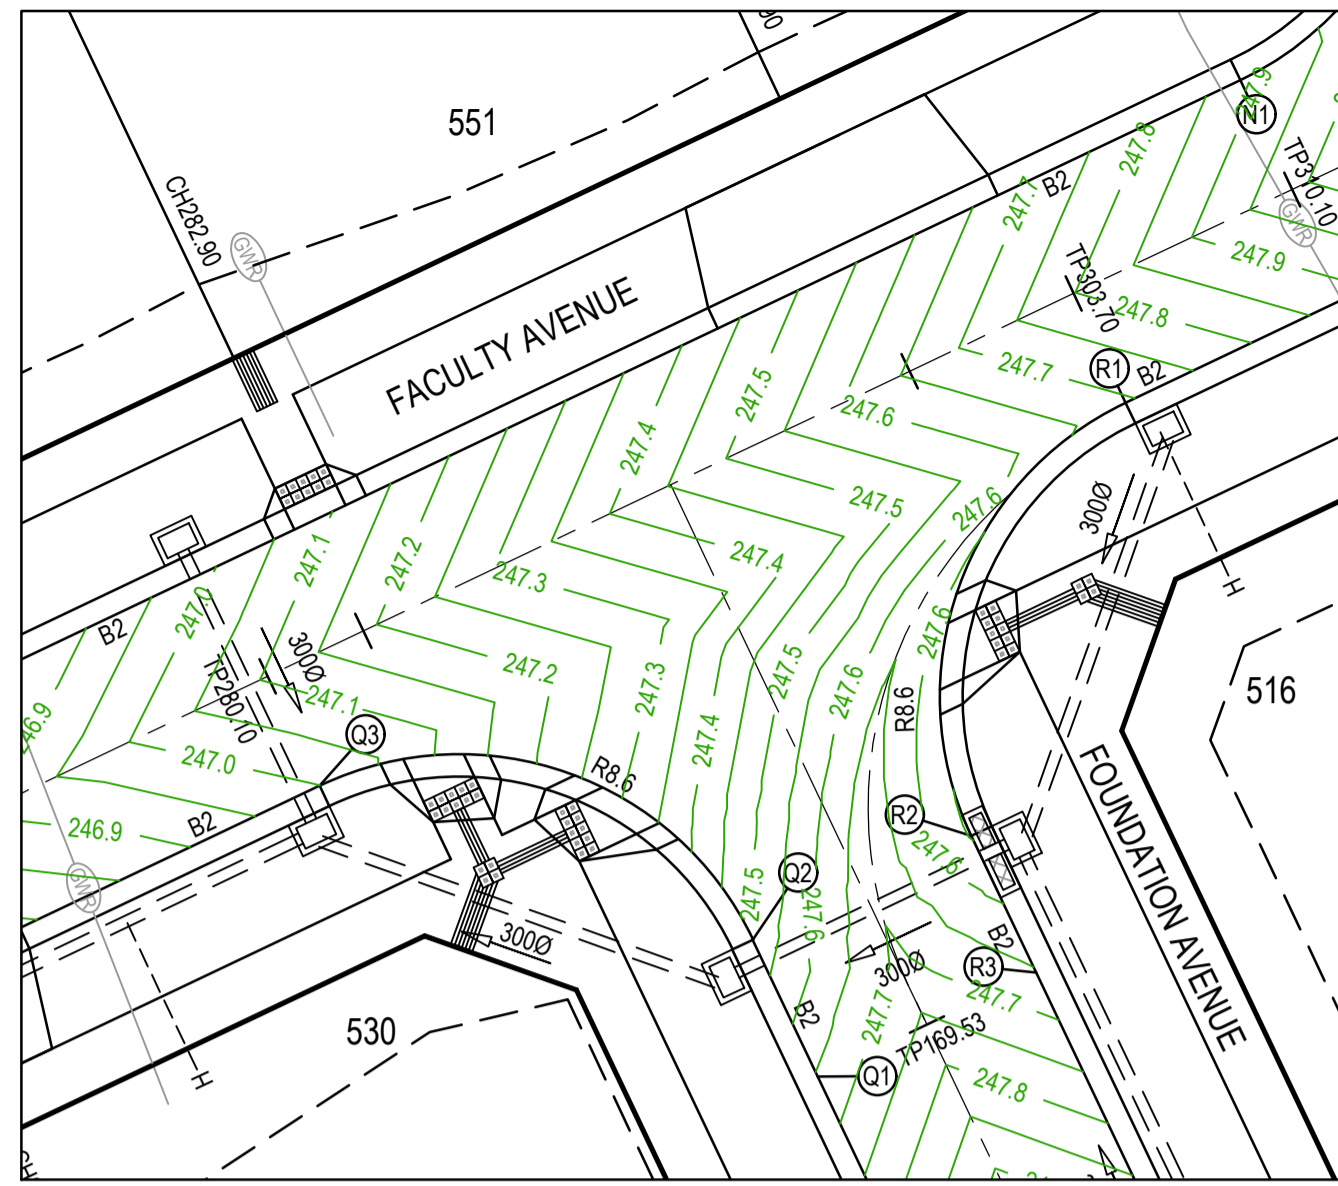 551
CH282.90
GWR
FACULTY AVENUE
90
247.9
N1
TP310.10
GWR
247.8
B2
247.7
TP303.70
247.9
247.8
R1
B2
247.7
247.5
247.6
247.4
247.5
247.6
300Ø
H
247.1
247.2
247.3
247.4
247.0
B2
300Ø
TP280.10
247.1
247.2
247.3
247.5
247.6
247.6
R8.6
516
247.4
Q3
247.0
246.9
B2
R8.6
R2
247.6
FOUNDATION AVENUE
246.9
GWR
Q2
247.5
247.6
300Ø
300Ø
B2
R3
247.7
247.7
B2
TP169.53
530
H
Q1
247.8